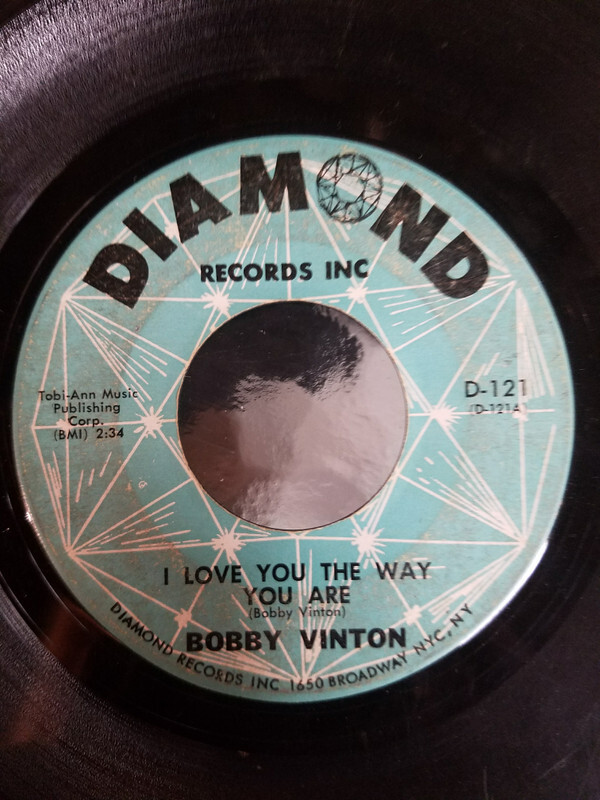 DIAMOND
RECORDS INC
Tobi-Ann Music
Publishing
Corp.
(BMI) 2:34
D-121
(D-121A)
I LOVE YOU THE WAY
YOU ARE
(Bobby Vinton)
BOBBY VINTON
DIAMOND RECORDS INC 1650 BROADWAY NYC, NY